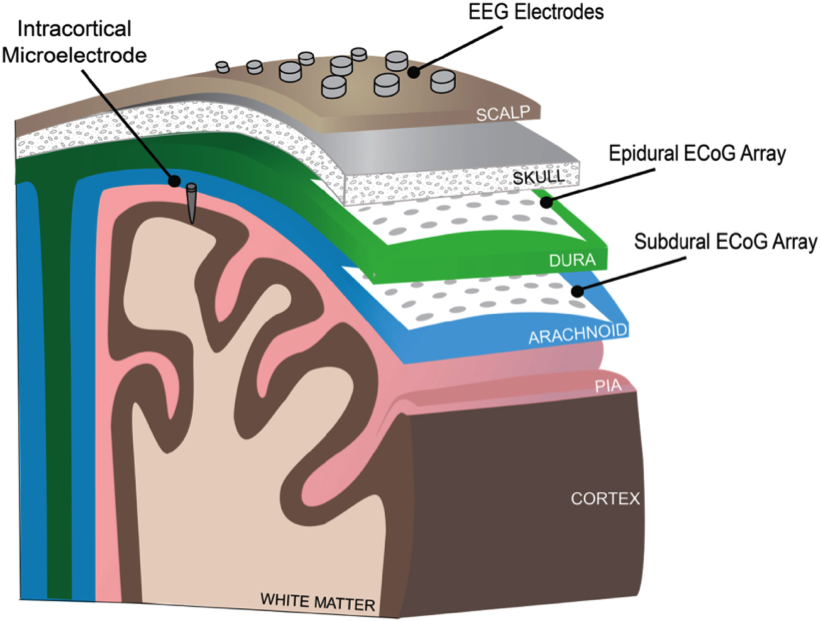 EEG Electrodes
Intracortical
Microelectrode
SCALP
Epidural ECoG Array
SKULL
Subdural ECoG Array
DURA
ARACHNOID
PIA
CORTEX
WHITE MATTER